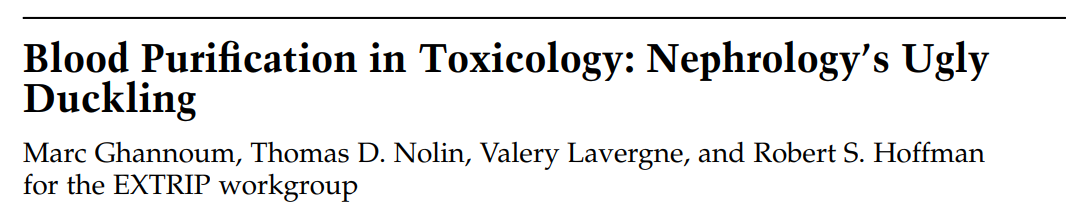 Blood Purification in Toxicology: Nephrology’s Ugly
Duckling
Marc Ghannoum, Thomas D. Nolin, Valery Lavergne, and Robert S. Hoffman
for the EXTRIP workgroup